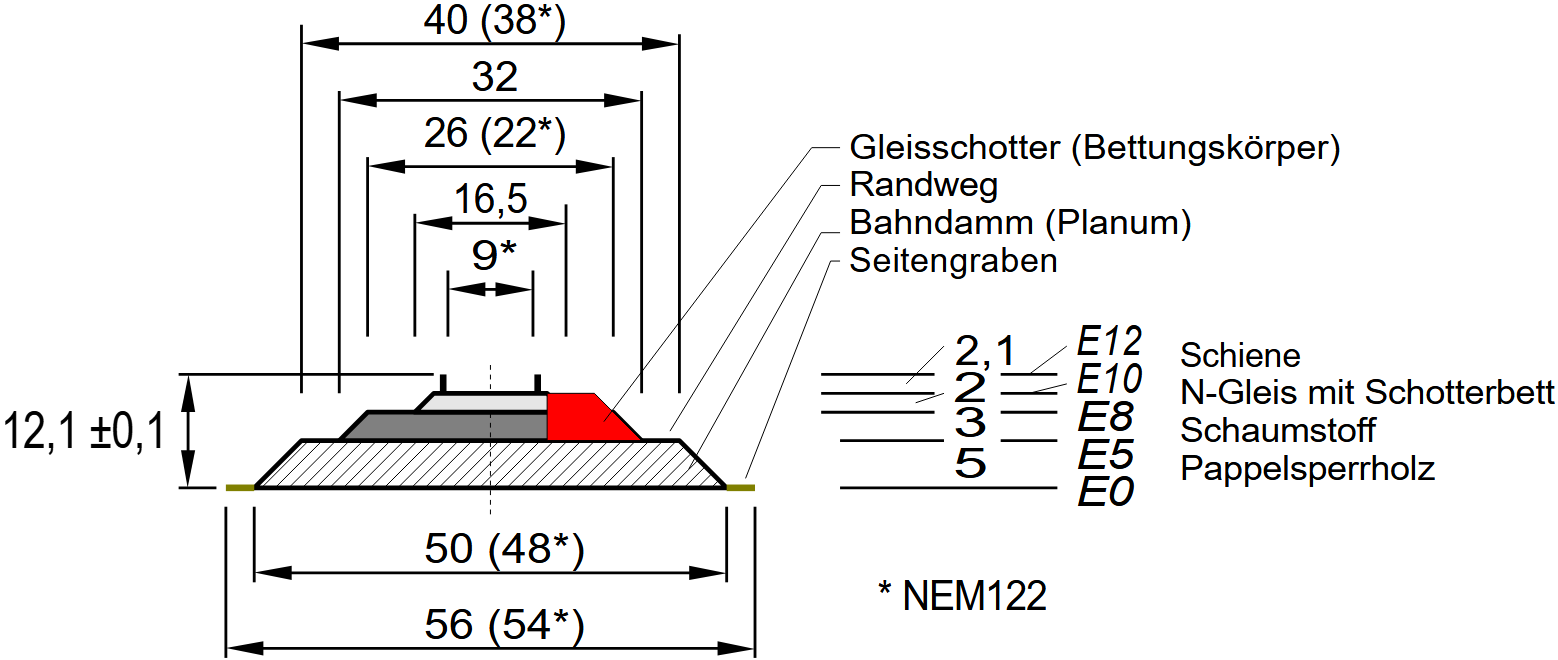 40 (38*)
32
26 (22*)
16,5
9*
Gleisschotter (Bettungskörper)
Randweg
Bahndamm (Planum)
Seitengraben
12,1 ±0,1
2,1
2
3
5
E12
E10
E8
E5
E0
Schiene
N-Gleis mit Schotterbett
Schaumstoff
Pappelsperrholz
50 (48*)
56 (54*)
* NEM122